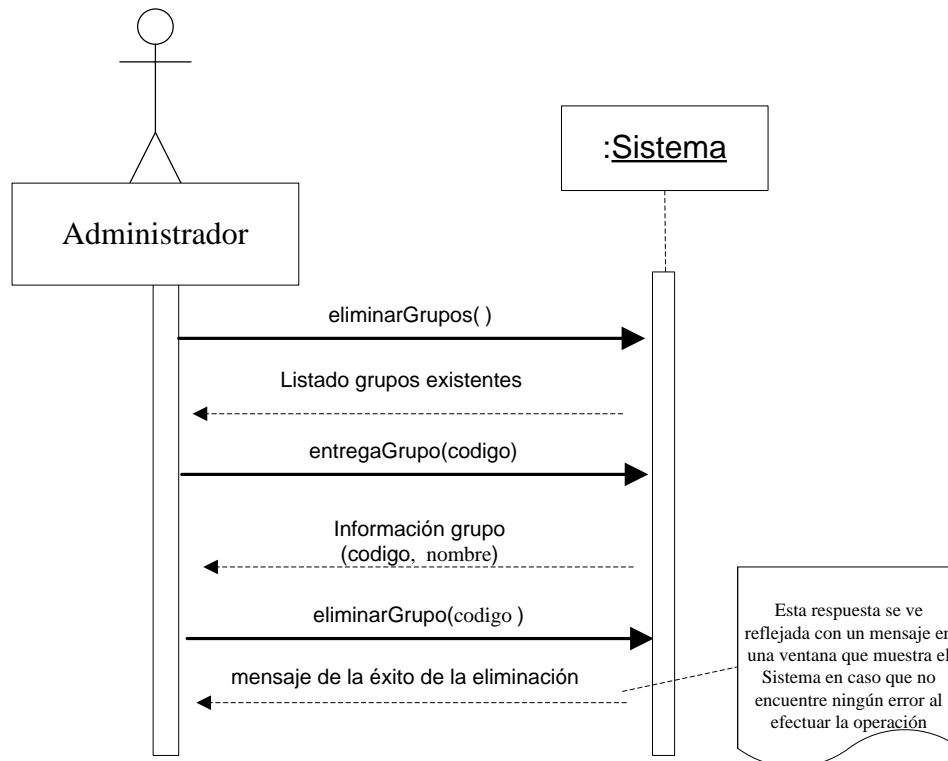 :Sistema
Administrador
eliminarGrupos( )
Listado grupos existentes
entregaGrupo(codigo)
Información grupo
(codigo, nombre)
eliminarGrupo(codigo )
mensaje de la éxito de la eliminación
Esta respuesta se ve
reflejada con un mensaje en
una ventana que muestra el
Sistema en caso que no
encuentre ningún error al
efectuar la operación